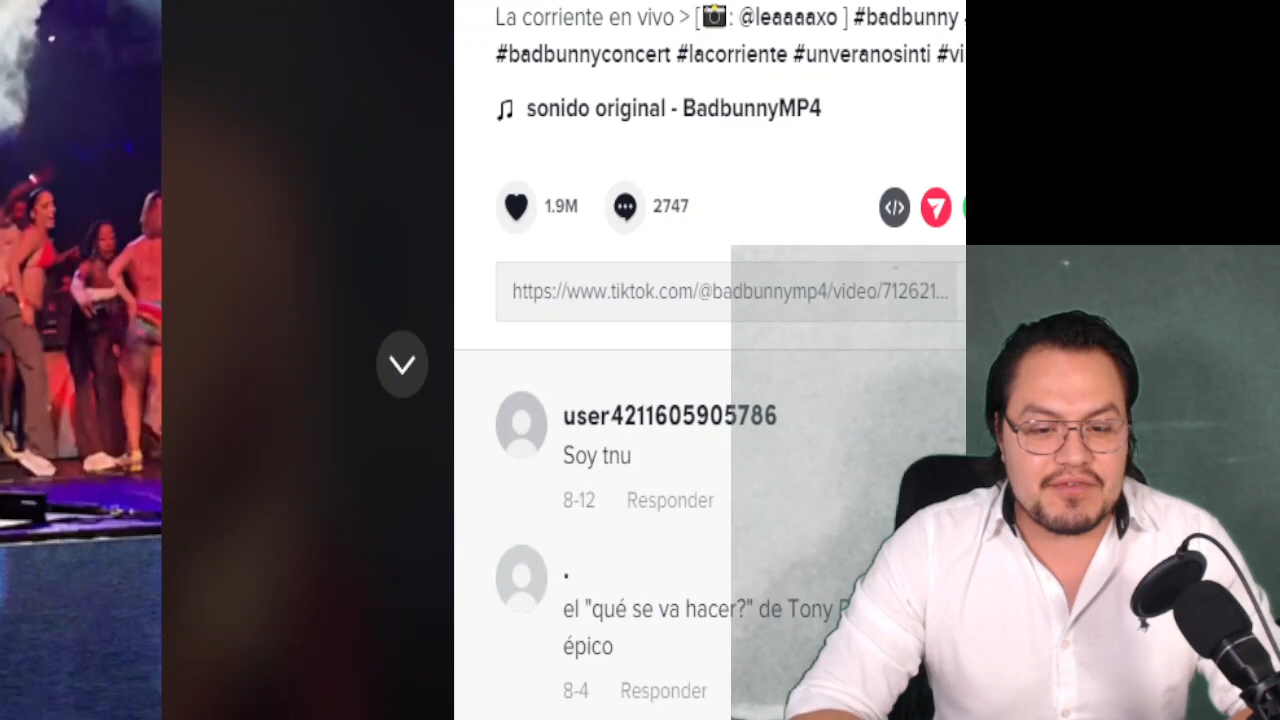 La corriente en vivo > [📸: @leaaaaxo ] #badbunny
#badbunnyconcert #lacorriente #unveranosinti #vi
sonido original - BadbunnyMP4
1.9M 2747
https://www.tiktok.com/@badbunnymp4/video/712621...
user4211605905786
Soy tnu
8-12 Responder
.
el "qué se va hacer?" de Tony
épico
8-4 Responder